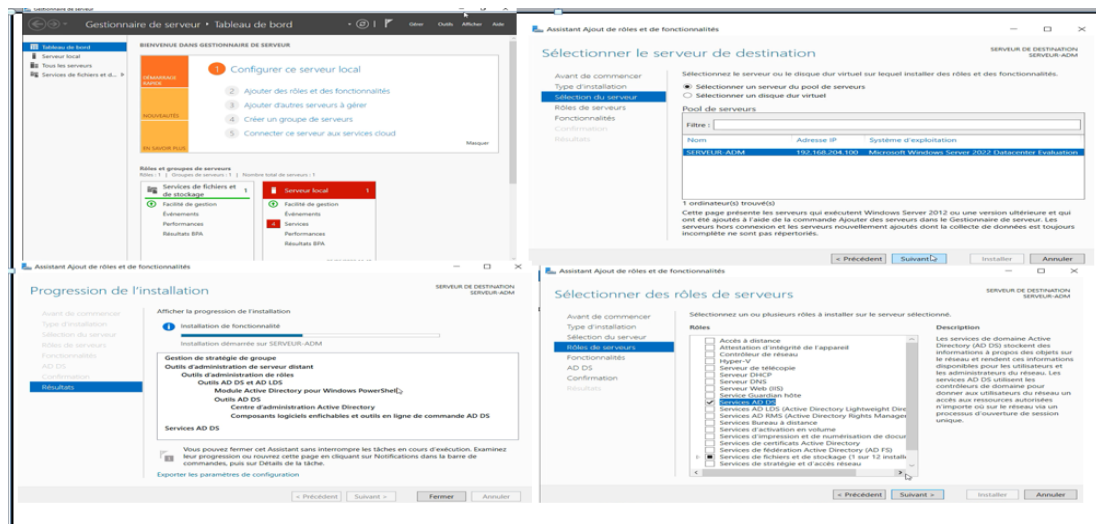 Gestionnaire de serveur
Gestionnaire de serveur • Tableau de bord
Gérer Outils Afficher Aide
Tableau de bord
Serveur local
Tous les serveurs
Services de fichiers et d...
BIENVENUE DANS GESTIONNAIRE DE SERVEUR
DÉMARRAGE RAPIDE
NOUVEAUTÉS
EN SAVOIR PLUS
1 Configurer ce serveur local
2 Ajouter des rôles et des fonctionnalités
3 Ajouter d'autres serveurs à gérer
4 Créer un groupe de serveurs
5 Connecter ce serveur aux services cloud
Masquer
Rôles et groupes de serveurs
Rôles : 1 | Groupes de serveurs : 1 | Nombre total de serveurs : 1
Services de fichiers et de stockage 1
Facilité de gestion
Événements
Performances
Résultats BPA
Serveur local 1
Facilité de gestion
Événements
4 Services
Performances
Résultats BPA
Assistant Ajout de rôles et de fonctionnalités
Sélectionner le serveur de destination
SERVEUR DE DESTINATION
SERVEUR-ADM
Avant de commencer
Type d'installation
Sélection du serveur
Rôles de serveurs
Fonctionnalités
Confirmation
Résultats
Sélectionnez le serveur ou le disque dur virtuel sur lequel installer des rôles et des fonctionnalités.
Sélectionner un serveur du pool de serveurs
Sélectionner un disque dur virtuel
Pool de serveurs
Filtre :
Nom Adresse IP Système d'exploitation
SERVEUR-ADM 192.168.204.100 Microsoft Windows Server 2022 Datacenter Evaluation
1 ordinateur(s) trouvé(s)
Cette page présente les serveurs qui exécutent Windows Server 2012 ou une version ultérieure et qui
ont été ajoutés à l'aide de la commande Ajouter des serveurs dans le Gestionnaire de serveur. Les
serveurs hors connexion et les serveurs nouvellement ajoutés dont la collecte de données est toujours
incomplète ne sont pas répertoriés.
< Précédent Suivant > Installer Annuler
Assistant Ajout de rôles et de fonctionnalités
Progression de l'installation
SERVEUR DE DESTINATION
SERVEUR-ADM
Avant de commencer
Type d'installation
Sélection du serveur
Rôles de serveurs
Fonctionnalités
AD DS
Confirmation
Résultats
Afficher la progression de l'installation
Installation de fonctionnalité
Installation démarrée sur SERVEUR-ADM
Gestion de stratégie de groupe
Outils d'administration de serveur distant
Outils d'administration de rôles
Outils AD DS et AD LDS
Module Active Directory pour Windows PowerShell
Outils AD DS
Centre d'administration Active Directory
Composants logiciels enfichables et outils en ligne de commande AD DS
Services AD DS
Vous pouvez fermer cet Assistant sans interrompre les tâches en cours d'exécution. Examinez
leur progression ou rouvrez cette page en cliquant sur Notifications dans la barre de
commandes, puis sur Détails de la tâche.
Exporter les paramètres de configuration
< Précédent Suivant > Fermer Annuler
Assistant Ajout de rôles et de fonctionnalités
Sélectionner des rôles de serveurs
SERVEUR DE DESTINATION
SERVEUR-ADM
Avant de commencer
Type d'installation
Sélection du serveur
Rôles de serveurs
Fonctionnalités
AD DS
Confirmation
Résultats
Sélectionnez un ou plusieurs rôles à installer sur le serveur sélectionné.
Rôles
Accès à distance
Attestation d'intégrité de l'appareil
Contrôleur de réseau
Hyper-V
Serveur de télécopie
Serveur DHCP
Serveur DNS
Serveur Web (IIS)
Service Guardian hôte
Services AD DS
Services AD LDS (Active Directory Lightweight Dire
Services AD RMS (Active Directory Rights Manager
Services Bureau à distance
Services d'activation en volume
Services d'impression et de numérisation de docur
Services de certificats Active Directory
Services de fédération Active Directory (AD FS)
Services de fichiers et de stockage (1 sur 12 installé
Services de stratégie et d'accès réseau
Description
Les services de domaine Active
Directory (AD DS) stockent des
informations à propos des objets sur
le réseau et rendent ces informations
disponibles pour les utilisateurs et
les administrateurs du réseau. Les
services AD DS utilisent les
contrôleurs de domaine pour
donner aux utilisateurs du réseau un
accès aux ressources autorisées
n'importe où sur le réseau via un
processus d'ouverture de session
unique.
< Précédent Suivant > Installer Annuler